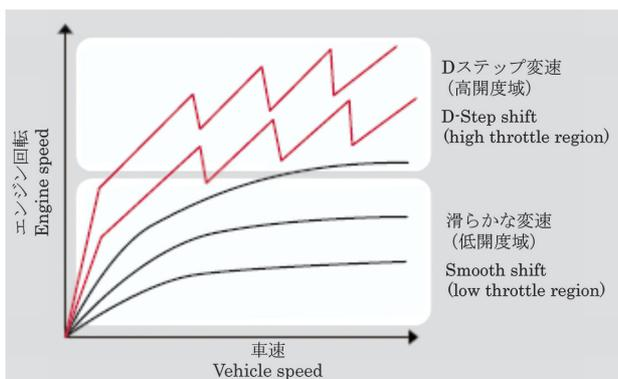 エンジン回転
Engine speed
Dステップ変速
（高開度域）
D-Step shift
(high throttle region)
滑らかな変速
（低開度域）
Smooth shift
(low throttle region)
車速
Vehicle speed